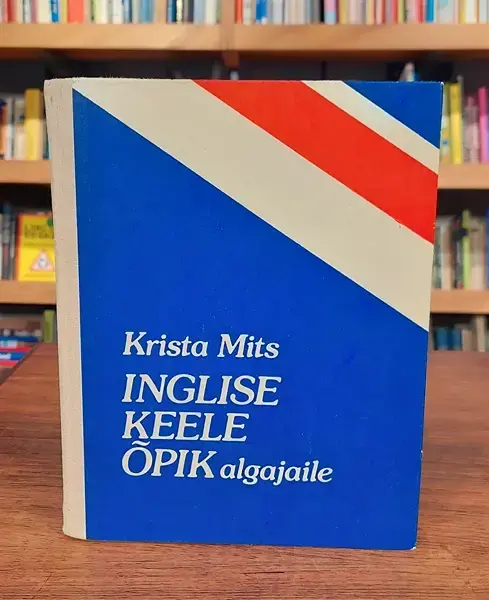 Krista Mits
INGLISE
KEELE
ÕPIK algajaile